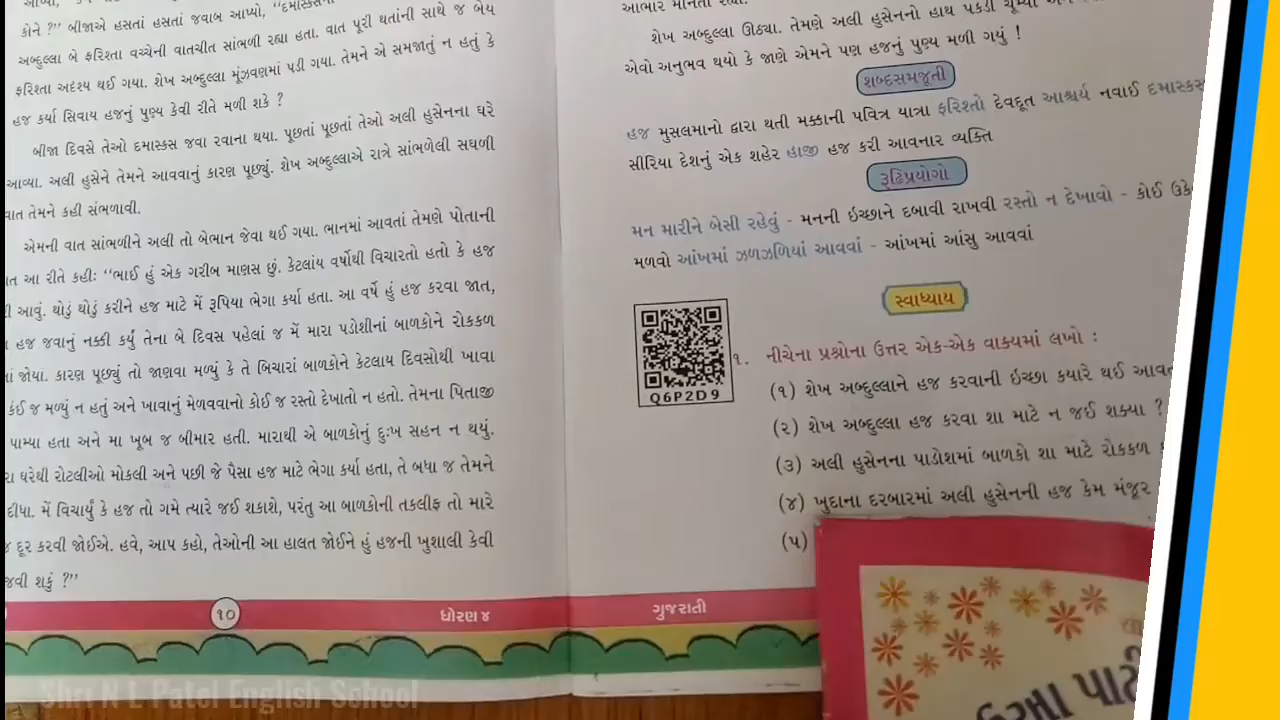 કોને ?” બીજાએ હસતાં હસતાં જવાબ આપ્યો,
અબ્દુલ્લા બે ફરિશ્તા વચ્ચેની વાતચીત સાંભળી રહ્યા હતા. વાત પૂરી થતાંની સાથે જ બેય
ફરિશ્તા અદૃશ્ય થઈ ગયા. શેખ અબ્દુલ્લા મૂંઝવણમાં પડી ગયા. તેમને એ સમજાતું ન હતું કે
હજ કર્યા સિવાય હજનું પુણ્ય કેવી રીતે મળી શકે ?
બીજા દિવસે તેઓ દમાસ્કસ જવા રવાના થયા. પૂછતાં પૂછતાં તેઓ અલી હુસેનના ઘરે
આવ્યા. અલી હુસેને તેમને આવવાનું કારણ પૂછ્યું. શેખ અબ્દુલ્લાએ રાત્રે સાંભળેલી સઘળી
વાત તેમને કહી સંભળાવી.
એમની વાત સાંભળીને અલી તો બેભાન જેવા થઈ ગયા. ભાનમાં આવતાં તેમણે પોતાની
આ રીતે કહીઃ “ભાઈ હું એક ગરીબ માણસ છું. કેટલાંય વર્ષોથી વિચારતો હતો કે હજ
આવું. થોડું થોડું કરીને હજ માટે મેં રૂપિયા ભેગા કર્યા હતા. આ વર્ષે હું હજ કરવા જાત,
હજ જવાનું નક્કી કર્યું તેના બે દિવસ પહેલાં જ મેં મારા પડોશીનાં બાળકોને રોકકળ
જોયા. કારણ પૂછ્યું તો જાણવા મળ્યું કે તે બિચારાં બાળકોને કેટલાય દિવસોથી ખાવા
કંઈ જ મળ્યું ન હતું અને ખાવાનું મેળવવાનો કોઈ જ રસ્તો દેખાતો ન હતો. તેમના પિતાજી
પામ્યા હતા અને મા ખૂબ જ બીમાર હતી. મારાથી એ બાળકોનું દુઃખ સહન ન થયું.
ઘરેથી રોટલીઓ મોકલી અને પછી જે પૈસા હજ માટે ભેગા કર્યા હતા, તે બધા જ તેમને
દીધા. મેં વિચાર્યું કે હજ તો ગમે ત્યારે જઈ શકાશે, પરંતુ આ બાળકોની તકલીફ તો મારે
દૂર કરવી જોઈએ. હવે, આપ કહો, તેઓની આ હાલત જોઈને હું હજની ખુશાલી કેવી
શકું ?”
૧૦
ધોરણ ૪
શેખ અબ્દુલ્લા ઊઠ્યા. તેમણે અલી હુસેનનો હાથ પકડી ચૂમ્યો
એવો અનુભવ થયો કે જાણે એમને પણ હજનું પુણ્ય મળી ગયું !
શબ્દસમજૂતી
હજ મુસલમાનો દ્વારા થતી મક્કાની પવિત્ર યાત્રા ફરિશ્તો દેવદૂત આશ્ચર્ય નવાઈ દમાસ્કસ
સીરિયા દેશનું એક શહેર હાજી હજ કરી આવનાર વ્યક્તિ
રૂઢિપ્રયોગો
મન મારીને બેસી રહેવું - મનની ઇચ્છાને દબાવી રાખવી રસ્તો ન દેખાવો - કોઈ
મળવો આંખમાં ઝળઝળિયાં આવવાં - આંખમાં આંસુ આવવાં
સ્વાધ્યાય
Q6P2D9
૧. નીચેના પ્રશ્નોના ઉત્તર એક-એક વાક્યમાં લખો :
(૧) શેખ અબ્દુલ્લાને હજ કરવાની ઇચ્છા ક્યારે થઈ
(૨) શેખ અબ્દુલ્લા હજ કરવા શા માટે ન જઈ શક્યા ?
(૩) અલી હુસેનના પાડોશમાં બાળકો શા માટે રોકકળ
(૪) ખુદાના દરબારમાં અલી હુસેનની હજ કેમ મંજૂર
(૫)
ગુજરાતી
Shri N L Patel English School